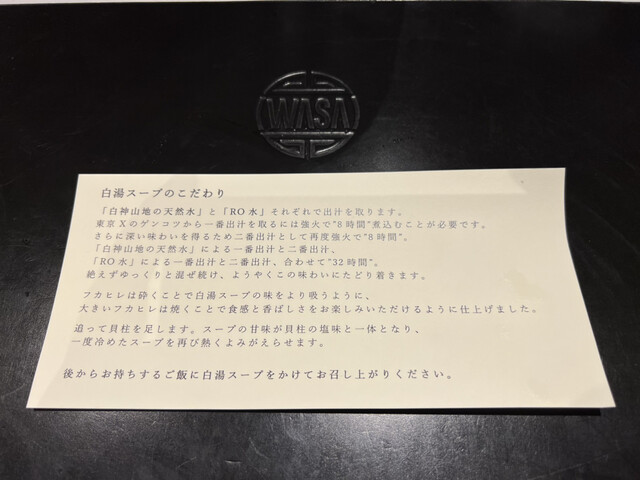 WASA
白湯スープのこだわり
「白神山地の天然水」と「RO水」それぞれで出汁を取ります。
東京Xのゲンコツから一番出汁を取るには強火で"8時間"煮込むことが必要です。
さらに深い味わいを得るため二番出汁として再度強火で"8時間"。
「白神山地の天然水」による一番出汁と二番出汁、
「RO水」による一番出汁と二番出汁、合わせて"32時間"。
絶えずゆっくりと混ぜ続け、ようやくこの味わいにたどり着きます。
フカヒレは砕くことで白湯スープの味をより吸うように、
大きいフカヒレは焼くことで食感と香ばしさをお楽しみいただけるように仕上げました。
追って貝柱を足します。スープの甘味が貝柱の塩味と一体となり、
一度冷めたスープを再び熱くよみがえらせます。
後からお持ちするご飯に白湯スープをかけてお召し上がりください。